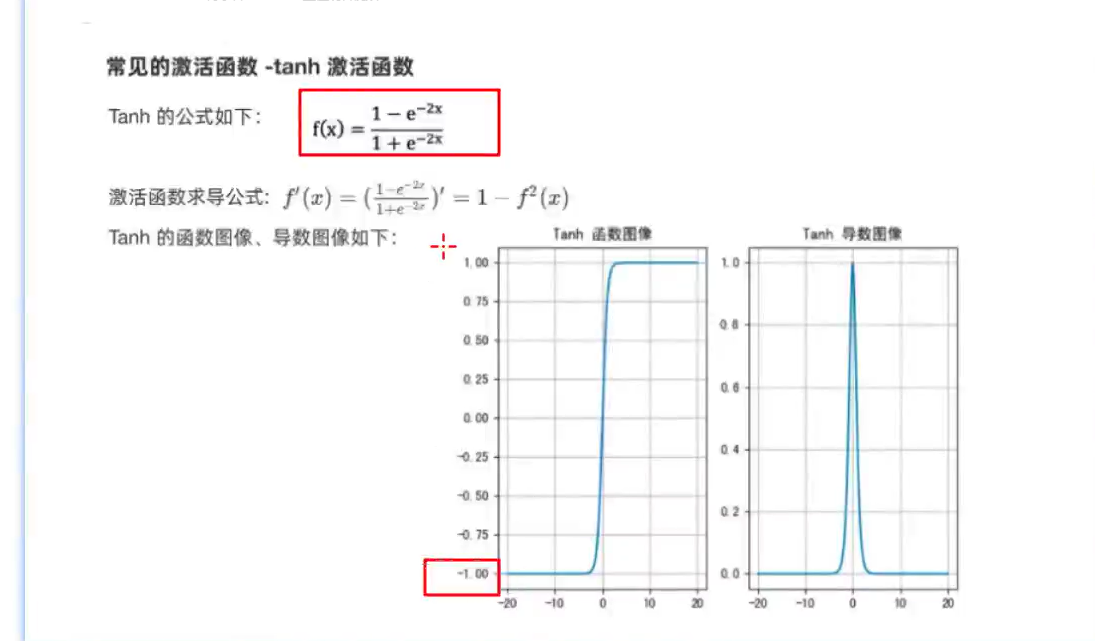 常见的激活函数 -tanh 激活函数
Tanh 的公式如下：
f(x) = (1 − e^−2x)/(1 + e^−2x)
激活函数求导公式: f′(x) = ((1−e^−2x)/(1+e^−2x))′ = 1 − f²(x)
Tanh 的函数图像、导数图像如下：
Tanh 函数图像
1.00
0.75
0.50
0.25
0.00
-0.25
-0.50
-0.75
-1.00
-20 -10 0 10 20
Tanh 导数图像
1.0
0.8
0.6
0.4
0.2
0.0
-20 -10 0 10 20